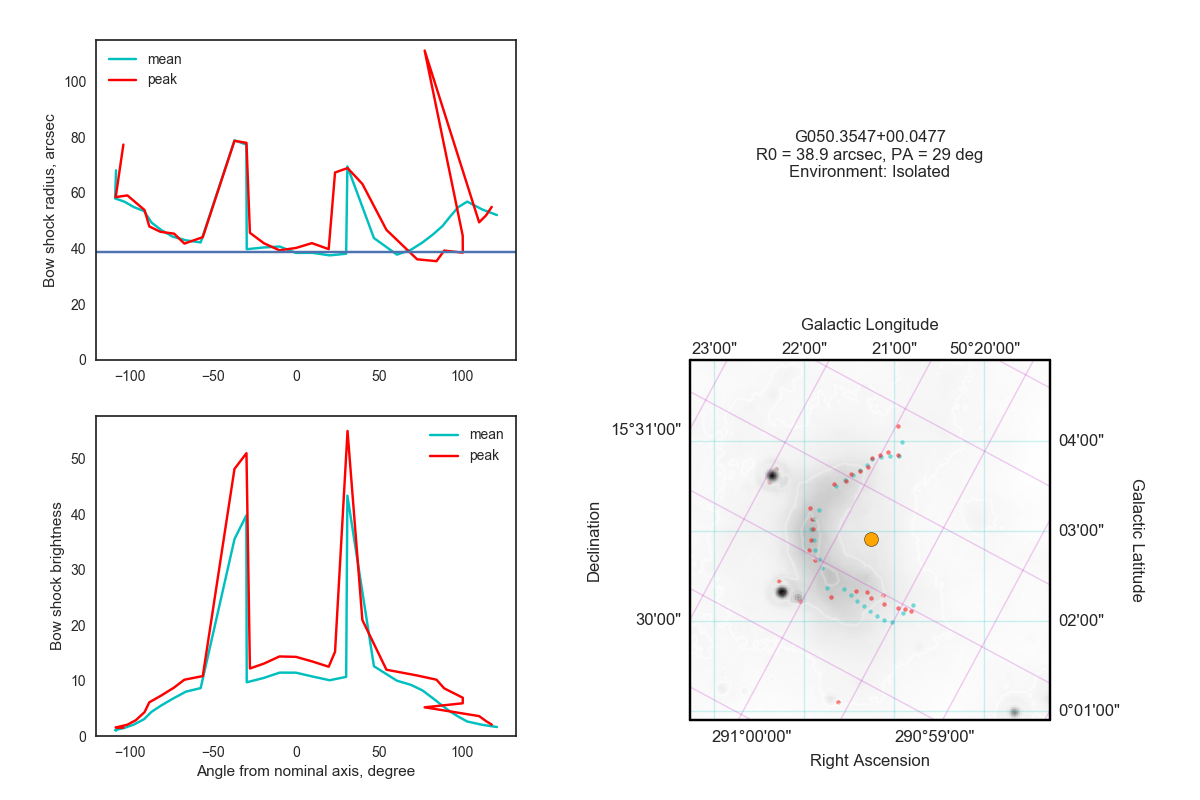 mean
peak
100
80
60
40
20
0
Bow shock radius, arcsec
−100
−50
0
50
100
mean
peak
50
40
30
20
10
0
Bow shock brightness
−100
−50
0
50
100
Angle from nominal axis, degree
G050.3547+00.0477
R0 = 38.9 arcsec, PA = 29 deg
Environment: Isolated
Galactic Longitude
23'00"
22'00"
21'00"
50°20'00"
15°31'00"
30'00"
Declination
04'00"
03'00"
02'00"
0°01'00"
Galactic Latitude
291°00'00"
290°59'00"
Right Ascension